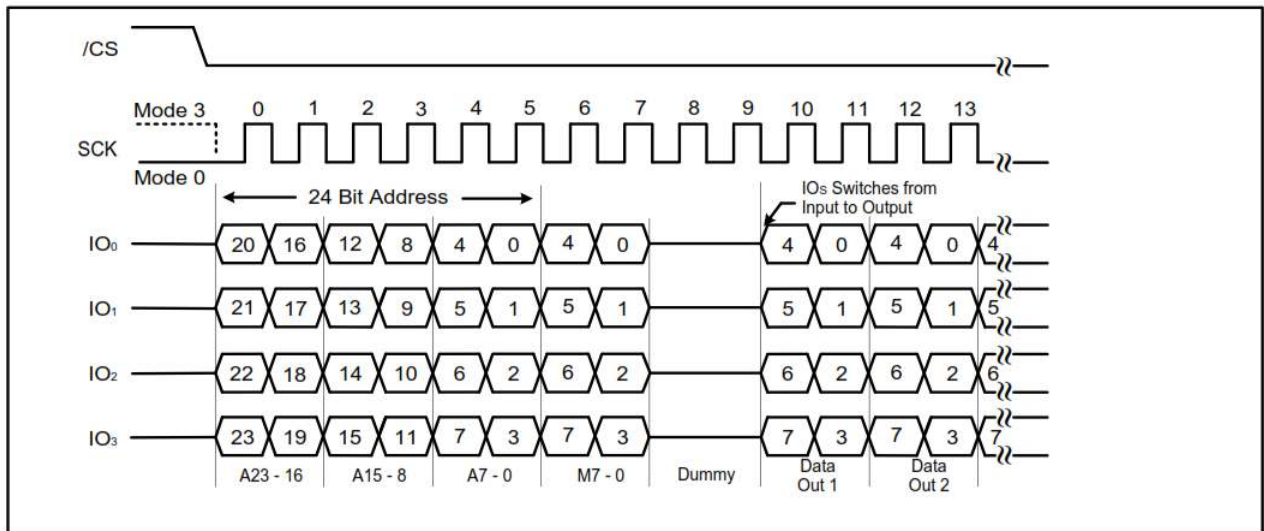 /CS
Mode 3 0 1 2 3 4 5 6 7 8 9 10 11 12 13
SCK
Mode 0
24 Bit Address
IOs Switches from
Input to Output
IO0 20 16 12 8 4 0 4 0 4 0 4 0 4
IO1 21 17 13 9 5 1 5 1 5 1 5 1 5
IO2 22 18 14 10 6 2 6 2 6 2 6 2 6
IO3 23 19 15 11 7 3 7 3 7 3 7 3 7
A23 - 16 A15 - 8 A7 - 0 M7 - 0 Dummy Data Out 1 Data Out 2